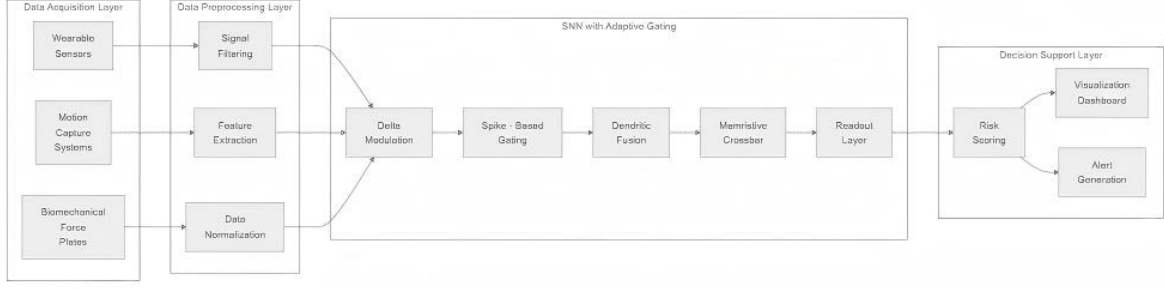 Data Acquisition Layer
Wearable
Sensors
Motion
Capture
Systems
Biomechanical
Force
Plates
Data Preprocessing Layer
Signal
Filtering
Feature
Extraction
Data
Normalization
SNN with Adaptive Gating
Delta
Modulation
Spike - Based
Gating
Dendritic
Fusion
Memristive
Crossbar
Readout
Layer
Decision Support Layer
Risk
Scoring
Visualization
Dashboard
Alert
Generation